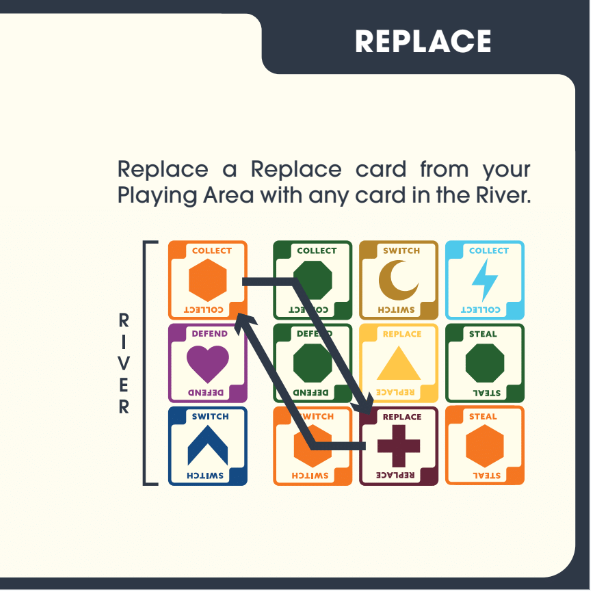 REPLACE
Replace a Replace card from your
Playing Area with any card in the River.
RIVER
COLLECT
COLLECT
COLLECT
COLLECT
SWITCH
SWITCH
COLLECT
COLLECT
DEFEND
DEFEND
DEFEND
DEFEND
REPLACE
REPLACE
STEAL
STEAL
SWITCH
SWITCH
SWITCH
SWITCH
REPLACE
REPLACE
STEAL
STEAL